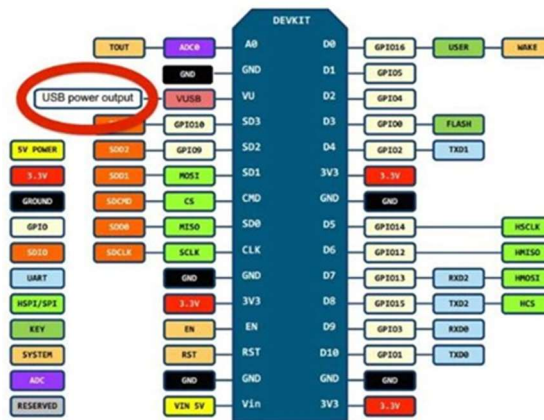 DEVKIT
TOUT ADC0 A0 D0 GPIO16 USER WAKE
GND GND D1 GPIO5
USB power output VUSB VU D2 GPIO4
GPIO10 SD3 D3 GPIO0 FLASH
5V POWER SDD2 GPIO9 SD2 D4 GPIO2 TXD1
3.3V SDD1 MOSI SD1 3V3 3.3V
GROUND SDCMD CS CMD GND GND
GPIO SDD0 MISO SD0 D5 GPIO14 HSCLK
SDIO SDCLK SCLK CLK D6 GPIO12 HMISO
UART GND GND D7 GPIO13 RXD2 HMOSI
HSPI/SPI 3.3V 3V3 D8 GPIO15 TXD2 HCS
KEY EN EN D9 GPIO3 RXD0
SYSTEM RST RST D10 GPIO1 TXD0
ADC GND GND GND GND
RESERVED VIN 5V Vin 3V3 3.3V